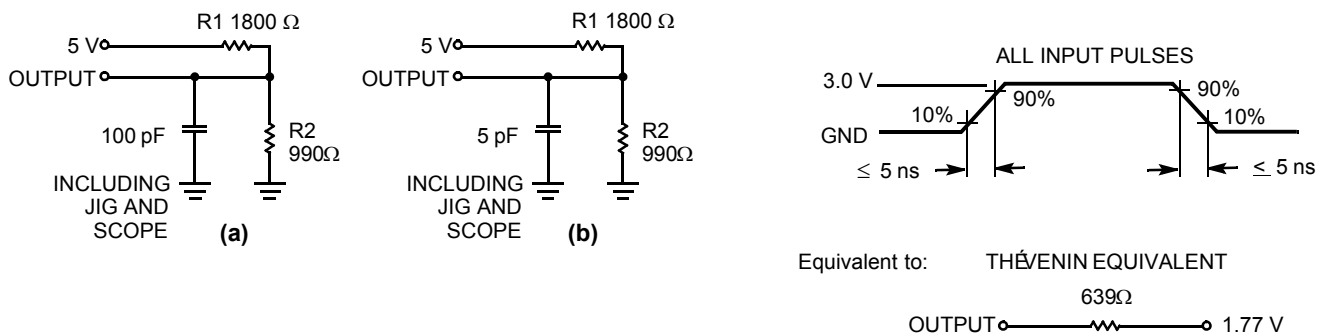 R1 1800 Ω
5 V
OUTPUT
100 pF
R2
990Ω
INCLUDING
JIG AND
SCOPE
(a)
R1 1800 Ω
5 V
OUTPUT
5 pF
R2
990Ω
INCLUDING
JIG AND
SCOPE
(b)
ALL INPUT PULSES
3.0 V
90%
90%
10%
10%
GND
≤ 5 ns
≤ 5 ns
Equivalent to: THÉVENIN EQUIVALENT
639Ω
OUTPUT
1.77 V